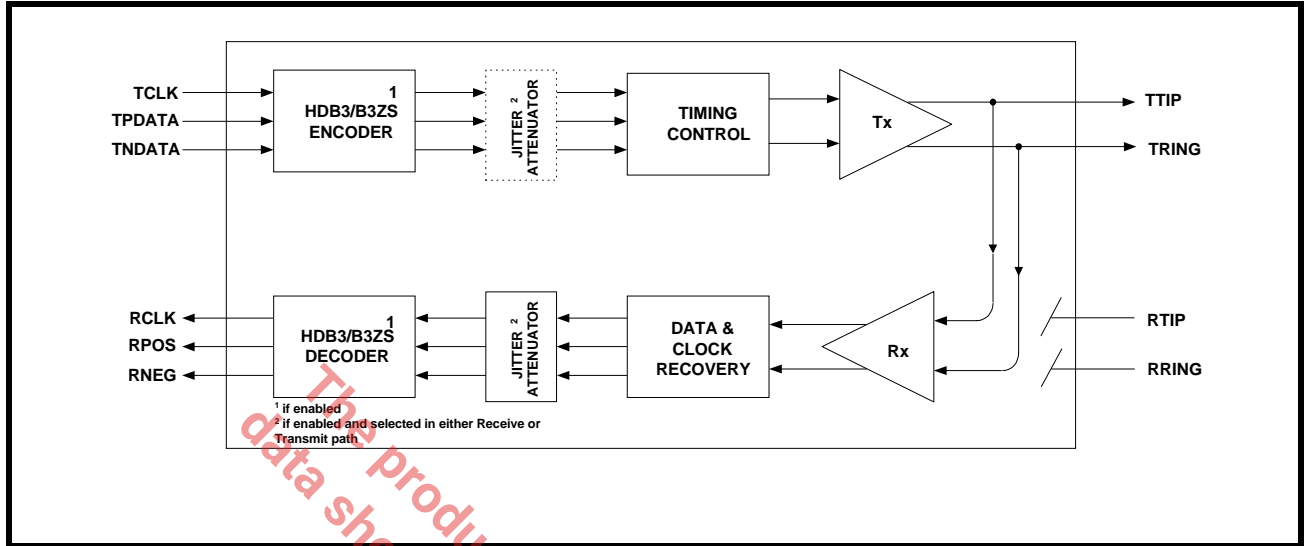 TCLK
TPDATA
TNDATA
1
HDB3/B3ZS
ENCODER
JITTER 2
ATTENUATOR
TIMING
CONTROL
Tx
TTIP
TRING
RCLK
RPOS
RNEG
1
HDB3/B3ZS
DECODER
JITTER 2
ATTENUATOR
DATA &
CLOCK
RECOVERY
Rx
RTIP
RRING
1 if enabled
2 if enabled and selected in either Receive or
Transmit path
The
data